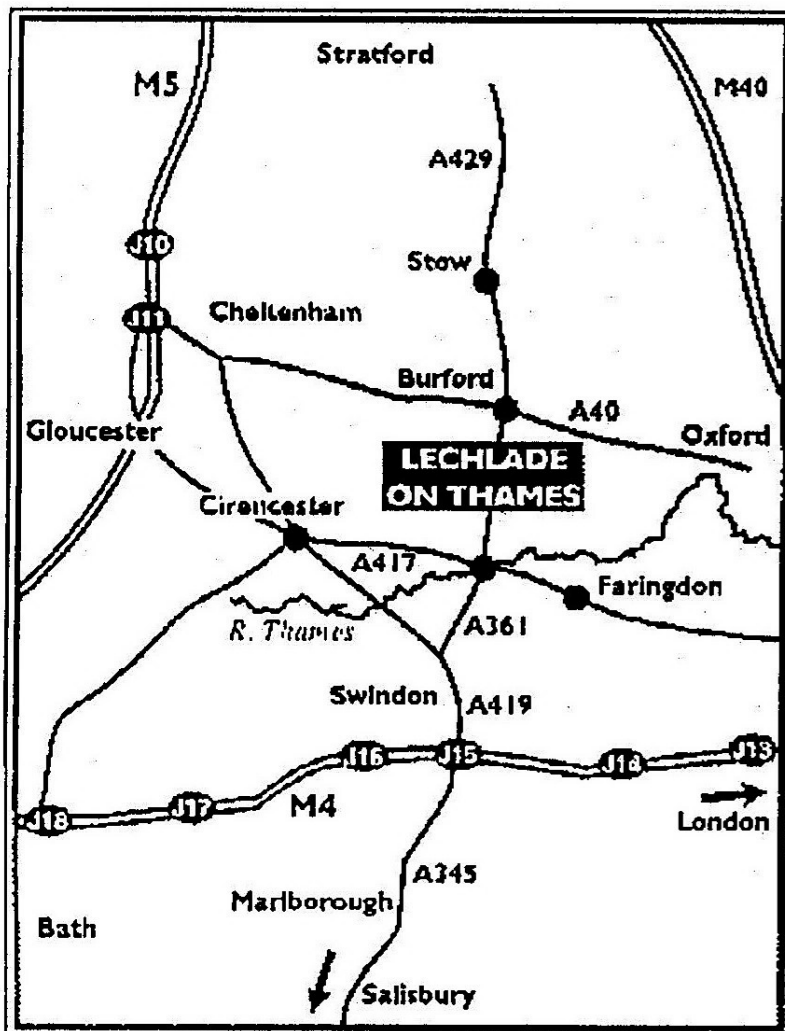 Stratford
M5
M40
A429
J10
Stow
J11
Cheltenham
Burford
A40
Gloucester
Oxford
LECHLADE
ON THAMES
Cirencester
A417
Faringdon
R. Thames
A361
Swindon
A419
J16
J15
J14
J13
J18
J17
M4
London
A345
Marlborough
Bath
Salisbury